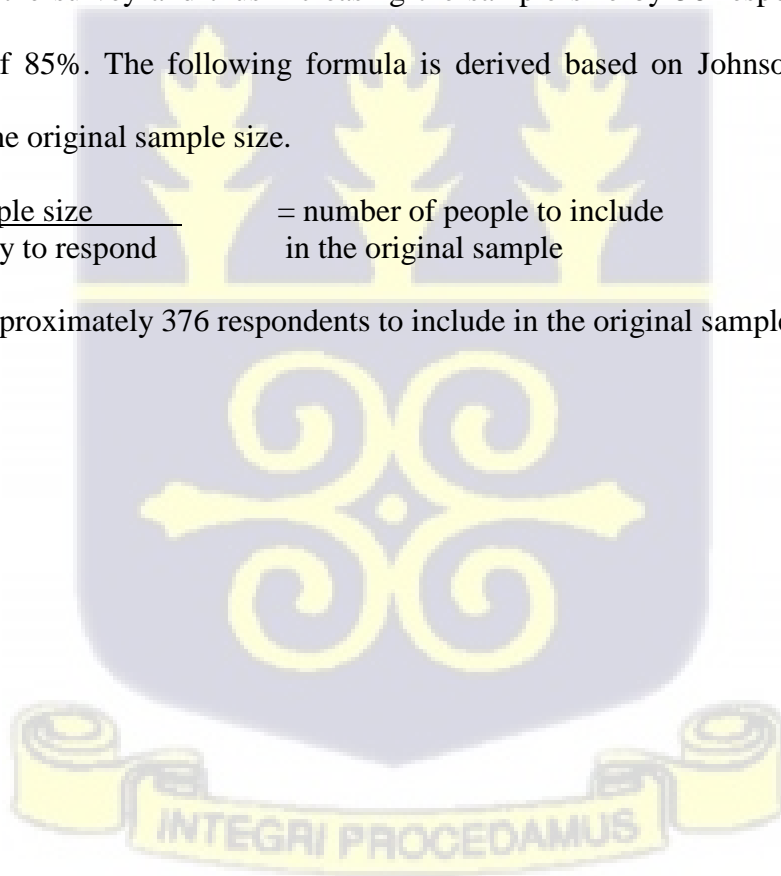 f 85%. The following formula is derived based on Johnso
e original sample size.
ple size = number of people to include
y to respond in the original sample
proximately 376 respondents to include in the original sample
INTEGRI PROCEDAMUS